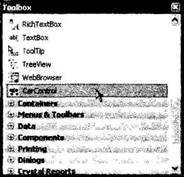 Toolbox
RichTextBox
TextBox
ToolTip
TreeView
WebBrowser
CarControl
Containers
Menus & Toolbars
Data
Components
Printing
Dialogs
Crystal Reports